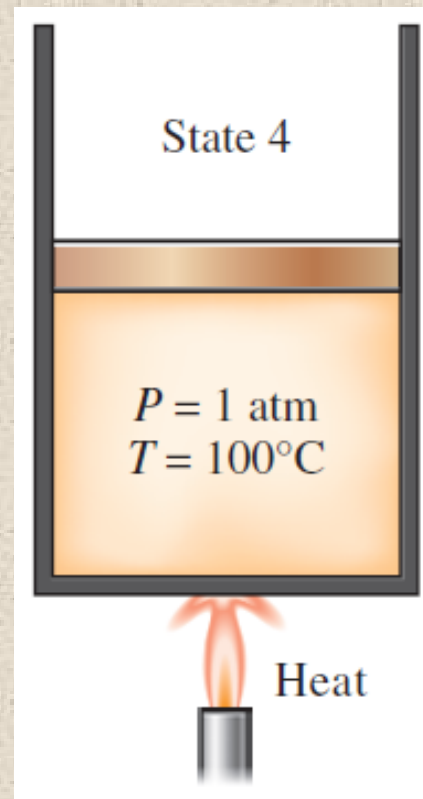 State 4
P = 1 atm
T = 100°C
Heat